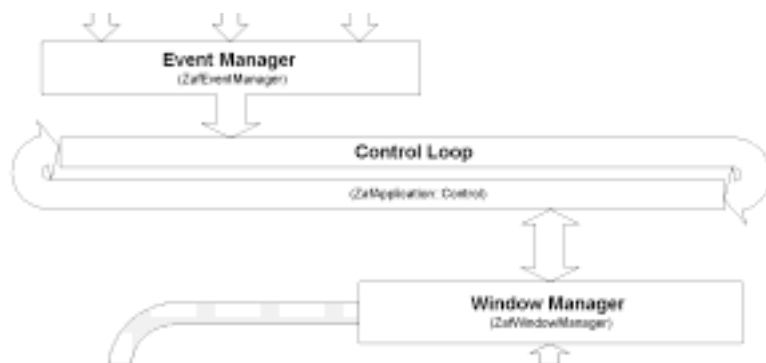 Event Manager
(ZafEventManager)
Control Loop
(ZafApplication::Control)
Window Manager
(ZafWindowManager)